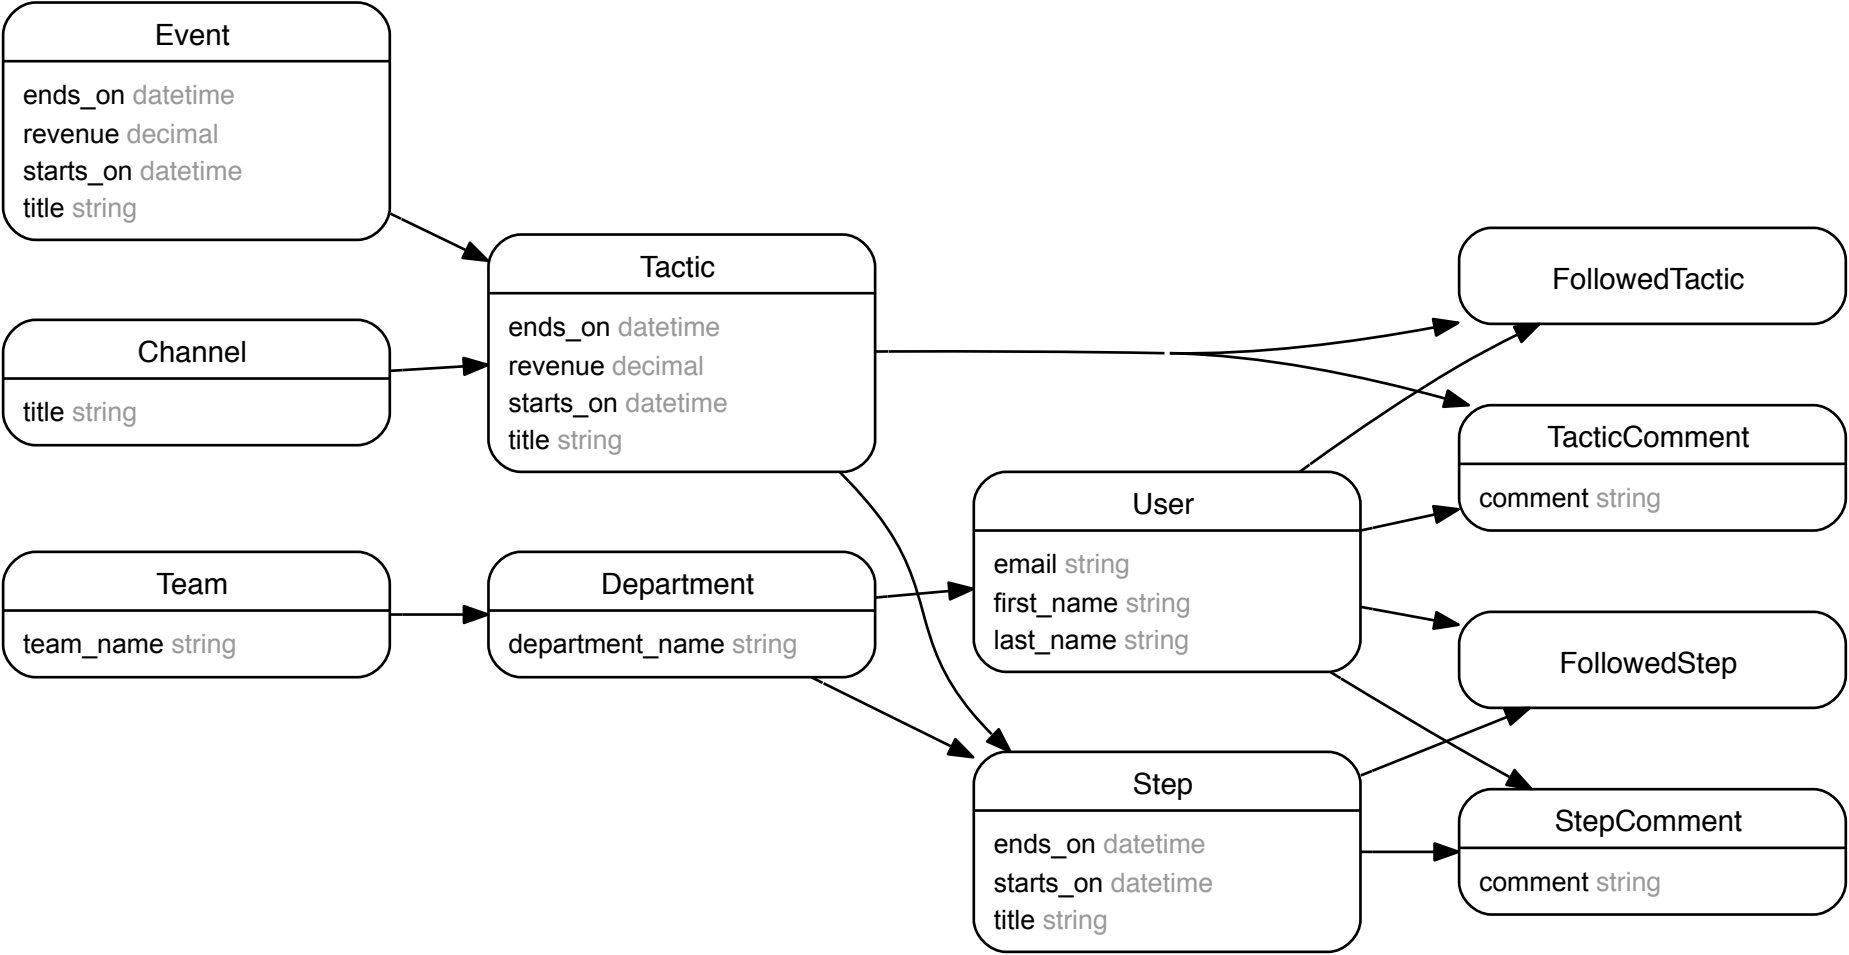 Event
ends_on datetime
revenue decimal
starts_on datetime
title string
Channel
title string
Team
team_name string
Tactic
ends_on datetime
revenue decimal
starts_on datetime
title string
Department
department_name string
User
email string
first_name string
last_name string
Step
ends_on datetime
starts_on datetime
title string
FollowedTactic
TacticComment
comment string
FollowedStep
StepComment
comment string